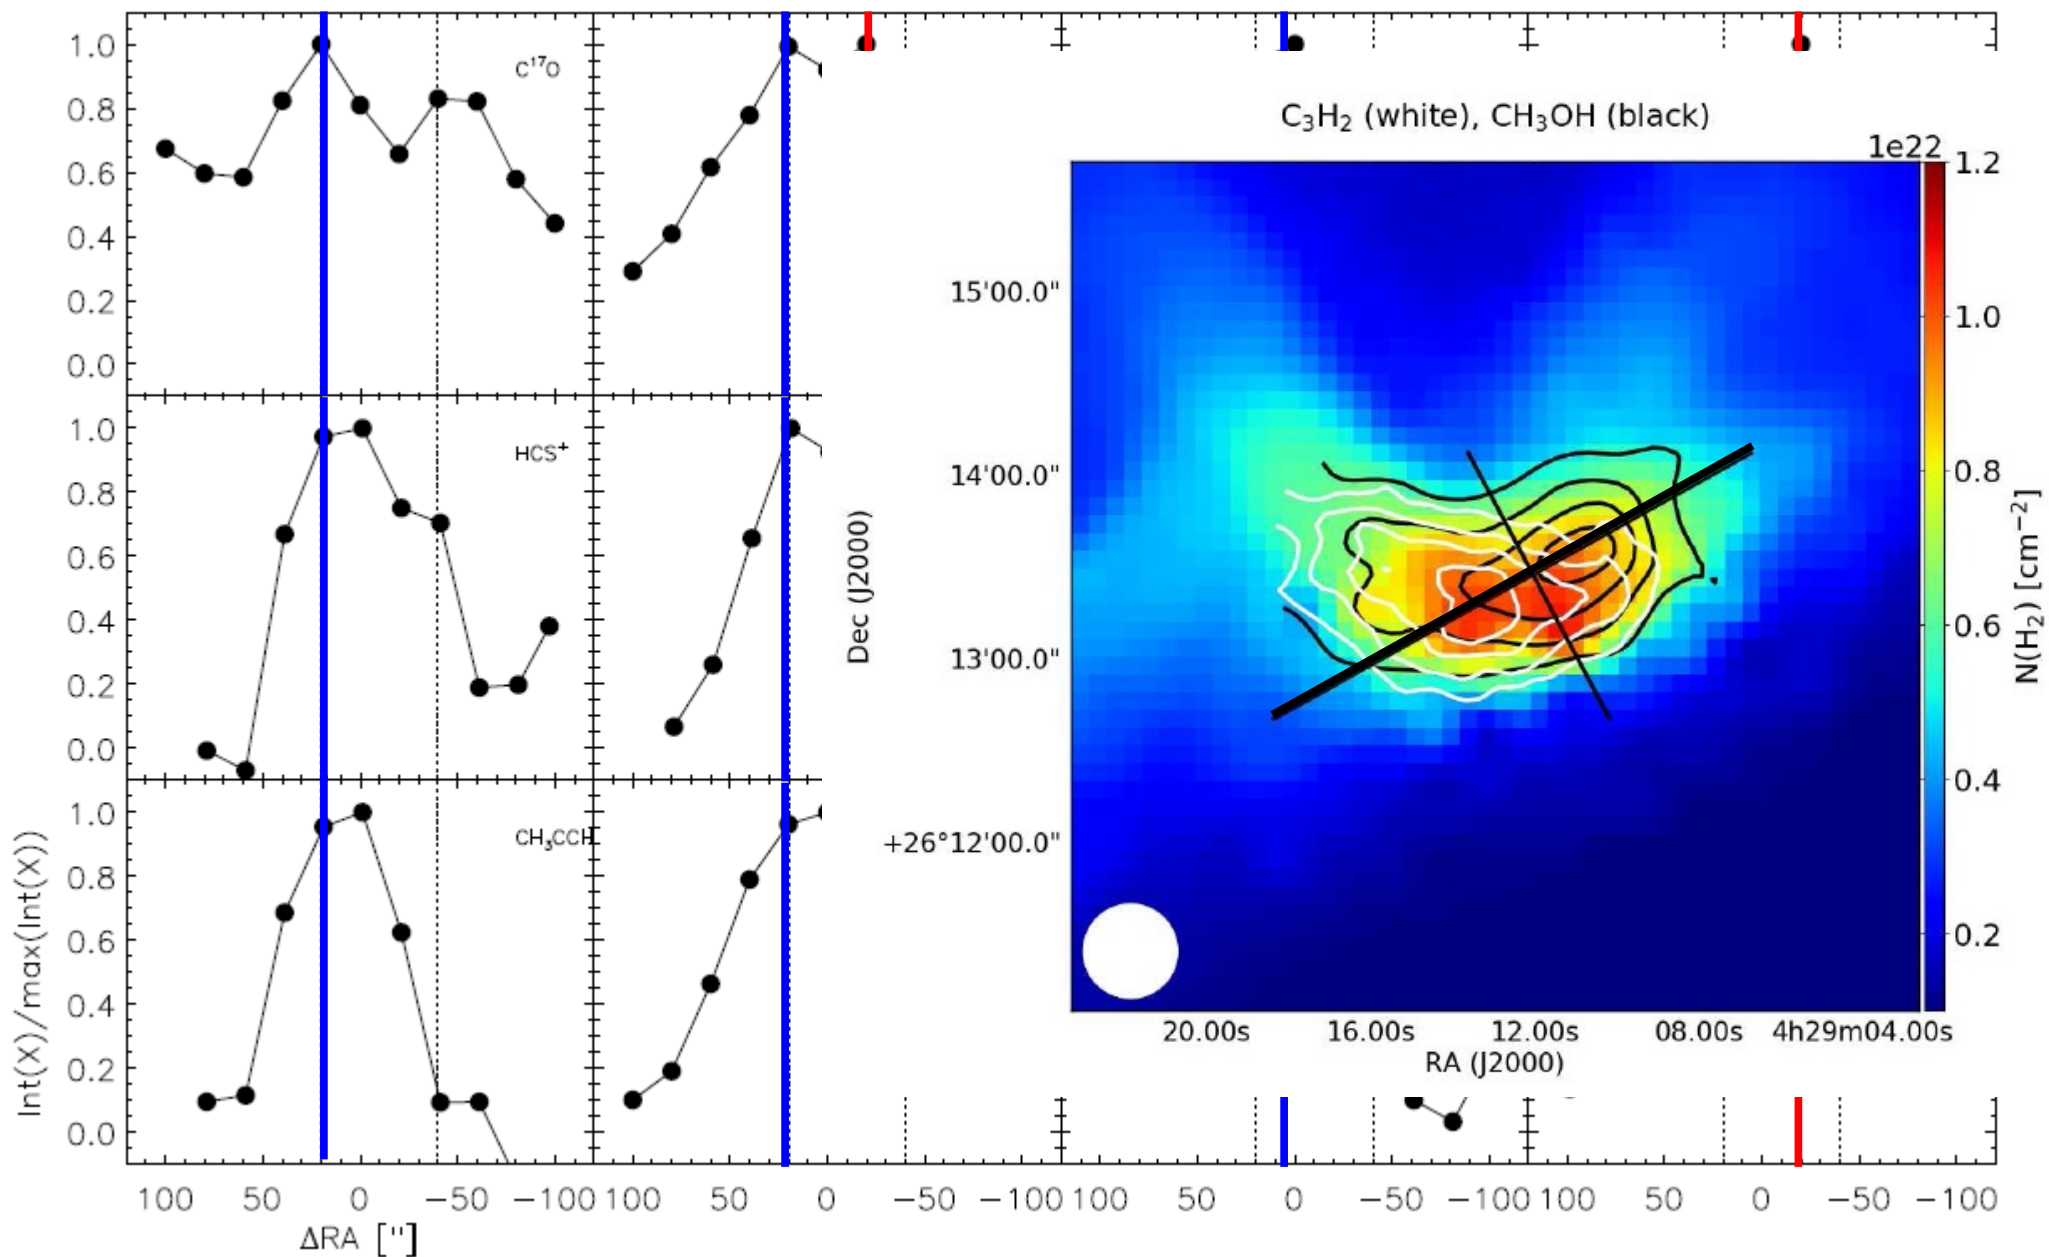 1.0
0.8
0.6
0.4
0.2
0.0
C¹⁷O
1.0
0.8
0.6
0.4
0.2
0.0
HCS⁺
1.0
0.8
0.6
0.4
0.2
0.0
CH₃CCH
Int(X)/max(Int(X))
100 50 0 −50 −100
100 50 0 −50 −100
100 50 0 −50 −100
100 50 0 −50 −100
ΔRA ["]
C₃H₂ (white), CH₃OH (black)
1e22
1.2
1.0
0.8
0.6
0.4
0.2
N(H₂) [cm⁻²]
15'00.0"
14'00.0"
13'00.0"
+26°12'00.0"
Dec (J2000)
20.00s 16.00s 12.00s 08.00s 4h29m04.00s
RA (J2000)